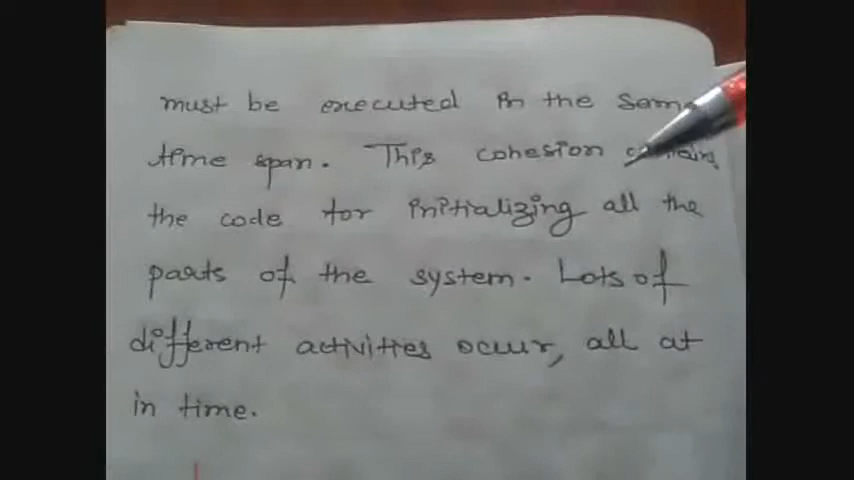 must be executed in the same
time span. This cohesion contains
the code for initializing all the
parts of the system. Lots of
different activities occur, all at
in time.